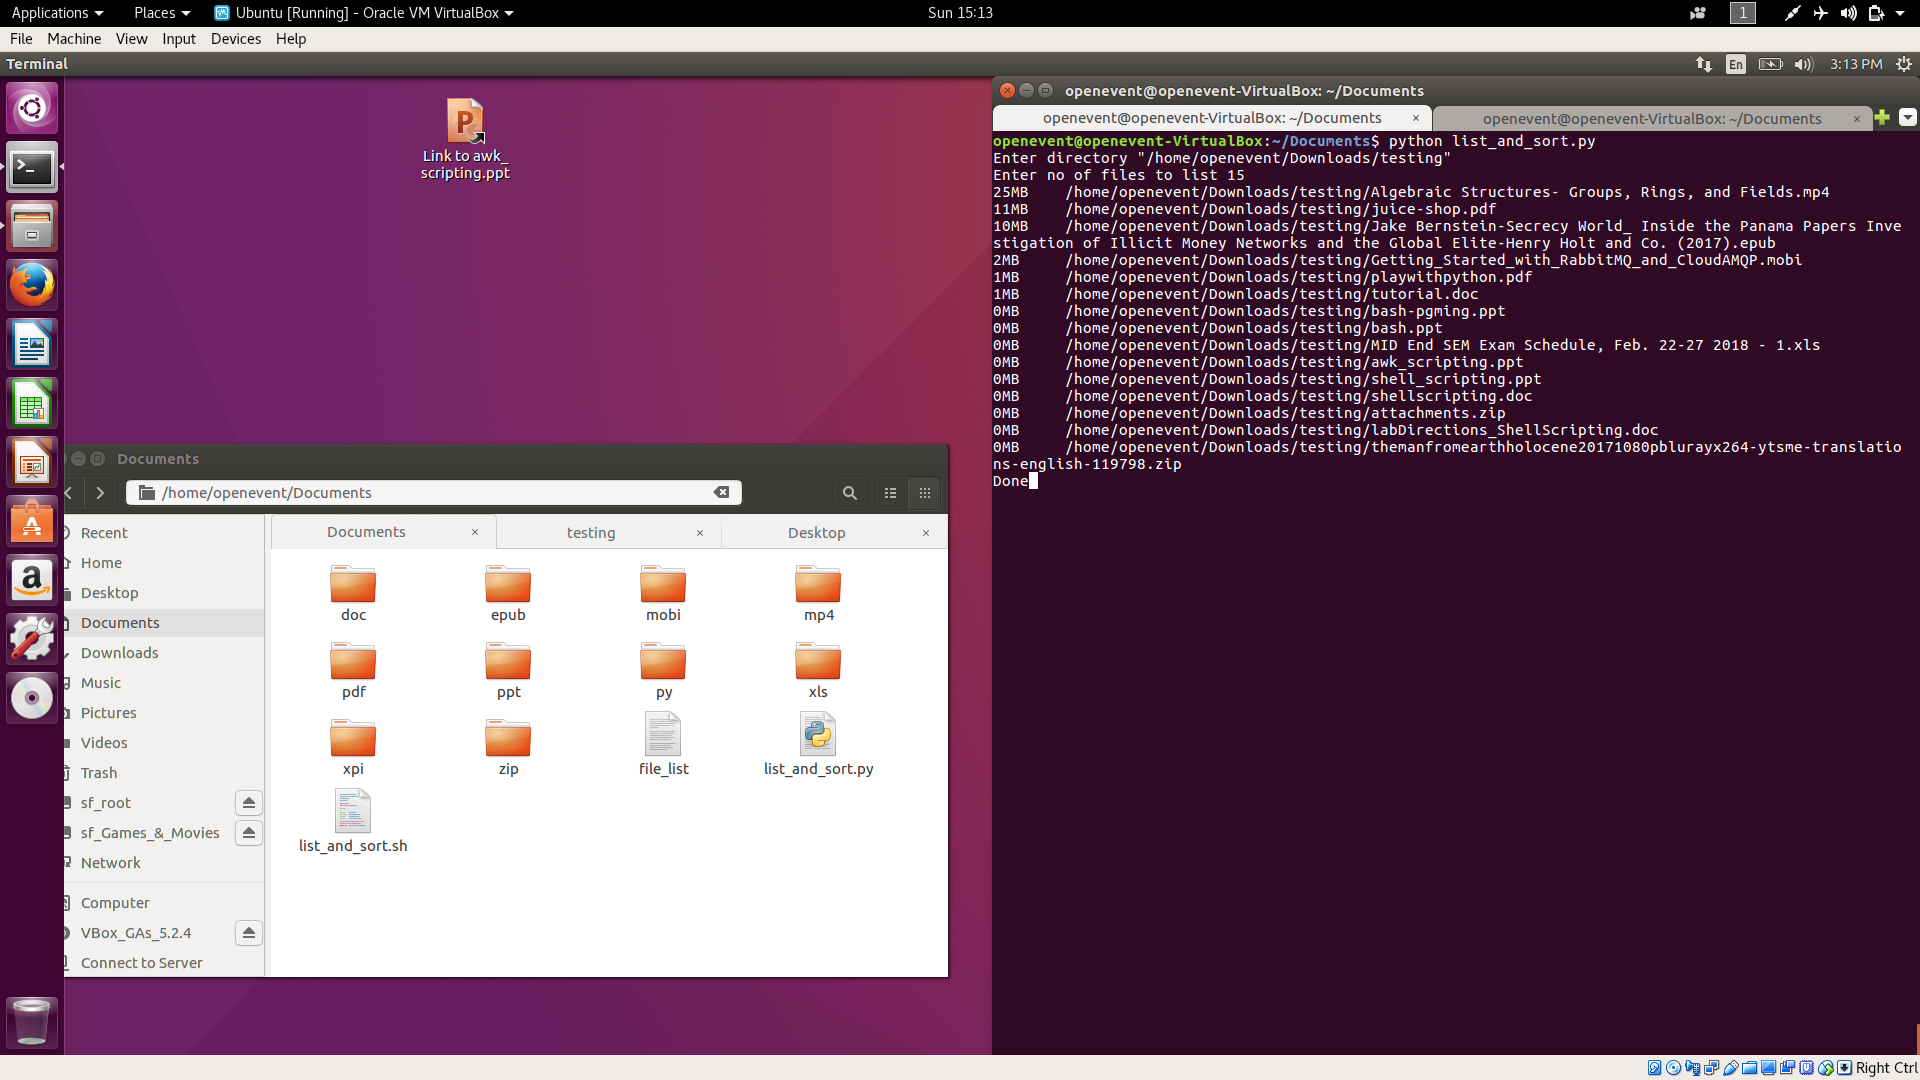 Applications Places Ubuntu [Running] - Oracle VM VirtualBox Sun 15:13 1
File Machine View Input Devices Help
Terminal En 3:13 PM
Link to awk_
scripting.ppt
Documents
/home/openevent/Documents
Recent
Home
Desktop
Documents
Downloads
Music
Pictures
Videos
Trash
sf_root
sf_Games_&_Movies
Network
Computer
VBox_GAs_5.2.4
Connect to Server
Documents × testing × Desktop ×
doc epub mobi mp4
pdf ppt py xls
xpi zip file_list list_and_sort.py
list_and_sort.sh
openevent@openevent-VirtualBox: ~/Documents
openevent@openevent-VirtualBox: ~/Documents × openevent@openevent-VirtualBox: ~/Documents ×
openevent@openevent-VirtualBox:~/Documents$ python list_and_sort.py
Enter directory "/home/openevent/Downloads/testing"
Enter no of files to list 15
25MB /home/openevent/Downloads/testing/Algebraic Structures- Groups, Rings, and Fields.mp4
11MB /home/openevent/Downloads/testing/juice-shop.pdf
10MB /home/openevent/Downloads/testing/Jake Bernstein-Secrecy World_ Inside the Panama Papers Inve
stigation of Illicit Money Networks and the Global Elite-Henry Holt and Co. (2017).epub
2MB /home/openevent/Downloads/testing/Getting_Started_with_RabbitMQ_and_CloudAMQP.mobi
1MB /home/openevent/Downloads/testing/playwithpython.pdf
1MB /home/openevent/Downloads/testing/tutorial.doc
0MB /home/openevent/Downloads/testing/bash-pgming.ppt
0MB /home/openevent/Downloads/testing/bash.ppt
0MB /home/openevent/Downloads/testing/MID End SEM Exam Schedule, Feb. 22-27 2018 - 1.xls
0MB /home/openevent/Downloads/testing/awk_scripting.ppt
0MB /home/openevent/Downloads/testing/shell_scripting.ppt
0MB /home/openevent/Downloads/testing/shellscripting.doc
0MB /home/openevent/Downloads/testing/attachments.zip
0MB /home/openevent/Downloads/testing/labDirections_ShellScripting.doc
0MB /home/openevent/Downloads/testing/themanfromearthholocene20171080pblurayx264-ytsme-translatio
ns-english-119798.zip
Done
Right Ctrl